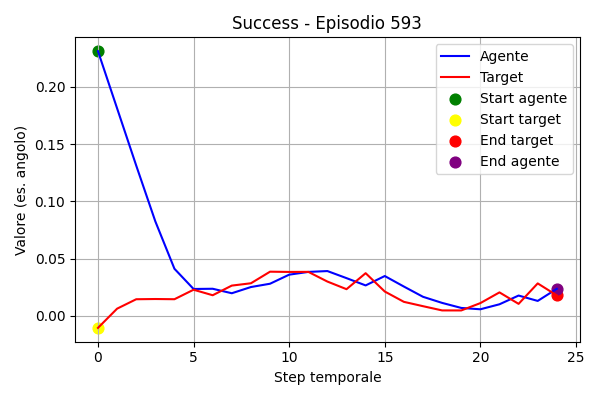 Success - Episodio 593
Valore (es. angolo)
0.20
0.15
0.10
0.05
0.00
0
5
10
15
20
25
Step temporale
Agente
Target
Start agente
Start target
End target
End agente